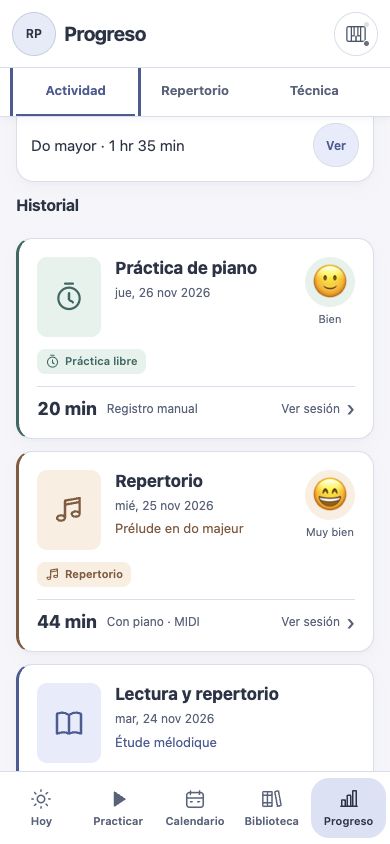 RP
Progreso
Actividad
Repertorio
Técnica
Do mayor · 1 hr 35 min
Ver
Historial
Práctica de piano
jue, 26 nov 2026
Bien
Práctica libre
20 min Registro manual Ver sesión
Repertorio
mié, 25 nov 2026
Prélude en do majeur
Muy bien
Repertorio
44 min Con piano · MIDI Ver sesión
Lectura y repertorio
mar, 24 nov 2026
Étude mélodique
Hoy
Practicar
Calendario
Biblioteca
Progreso